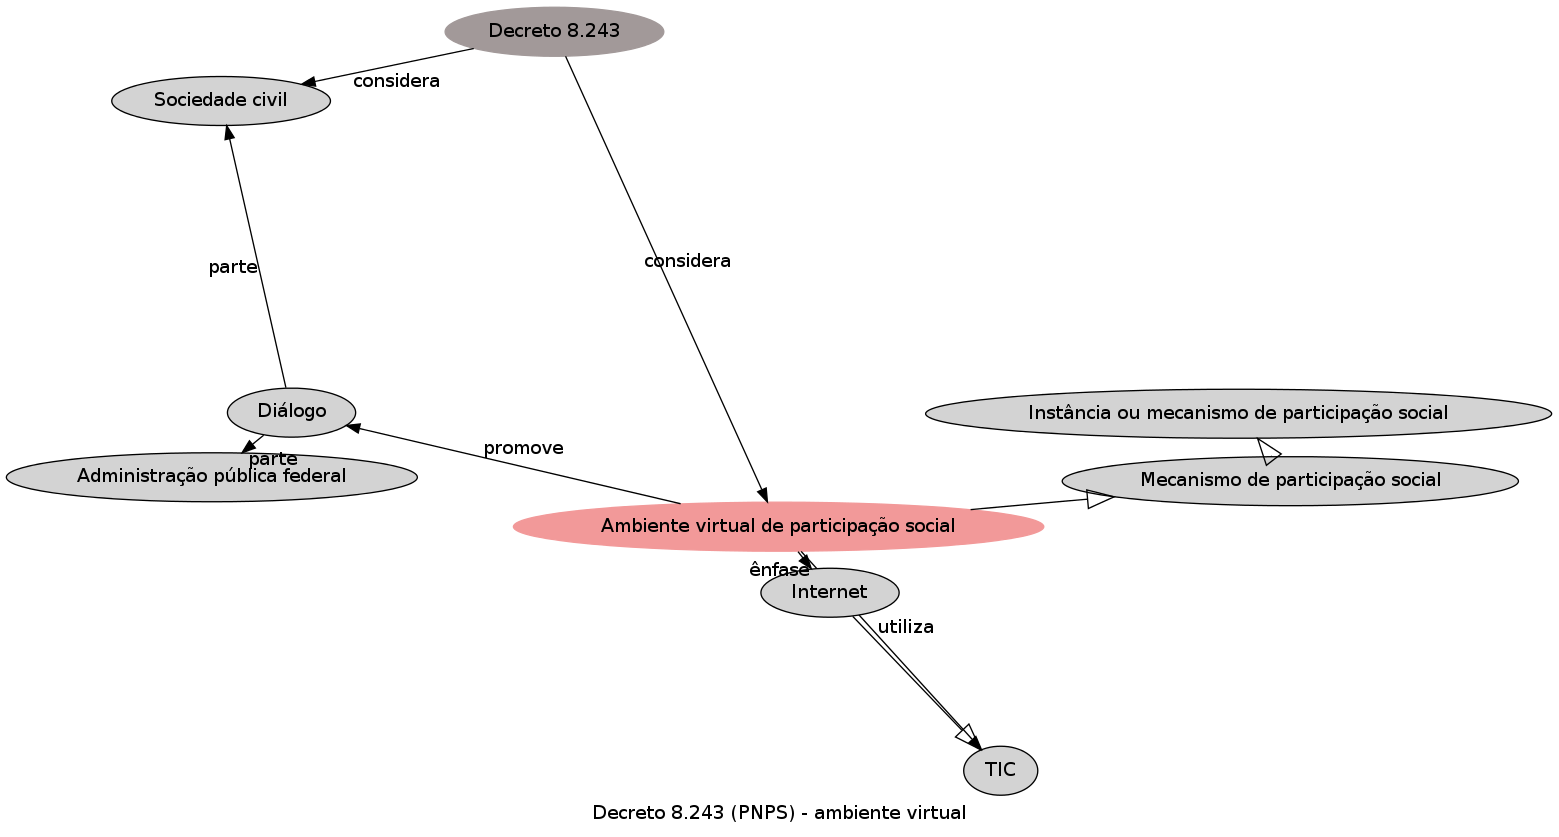 Decreto 8.243
considera
Sociedade civil
parte
considera
Diálogo
Instância ou mecanismo de participação social
promove
parte
Administração pública federal
Mecanismo de participação social
Ambiente virtual de participação social
ênfase
Internet
utiliza
TIC
Decreto 8.243 (PNPS) - ambiente virtual